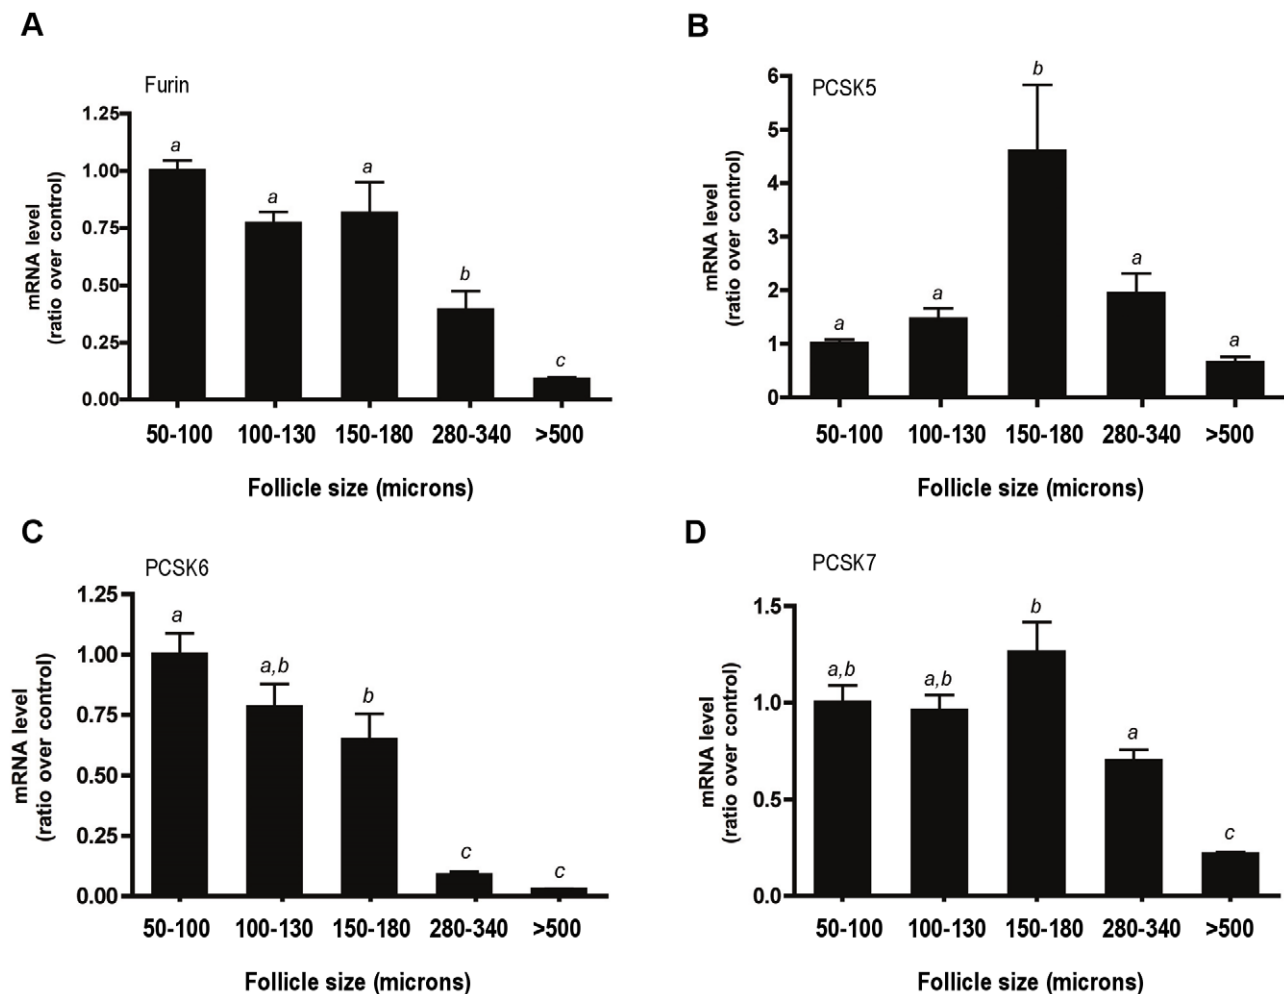 A
Furin
mRNA level
(ratio over control)
1.25
1.00
0.75
0.50
0.25
0.00
a
a
a
b
c
50-100 100-130 150-180 280-340 >500
Follicle size (microns)
B
PCSK5
mRNA level
(ratio over control)
6
5
4
3
2
1
0
a
a
b
a
a
50-100 100-130 150-180 280-340 >500
Follicle size (microns)
C
PCSK6
mRNA level
(ratio over control)
1.25
1.00
0.75
0.50
0.25
0.00
a
a,b
b
c
c
50-100 100-130 150-180 280-340 >500
Follicle size (microns)
D
PCSK7
mRNA level
(ratio over control)
1.5
1.0
0.5
0.0
a,b
a,b
b
a
c
50-100 100-130 150-180 280-340 >500
Follicle size (microns)